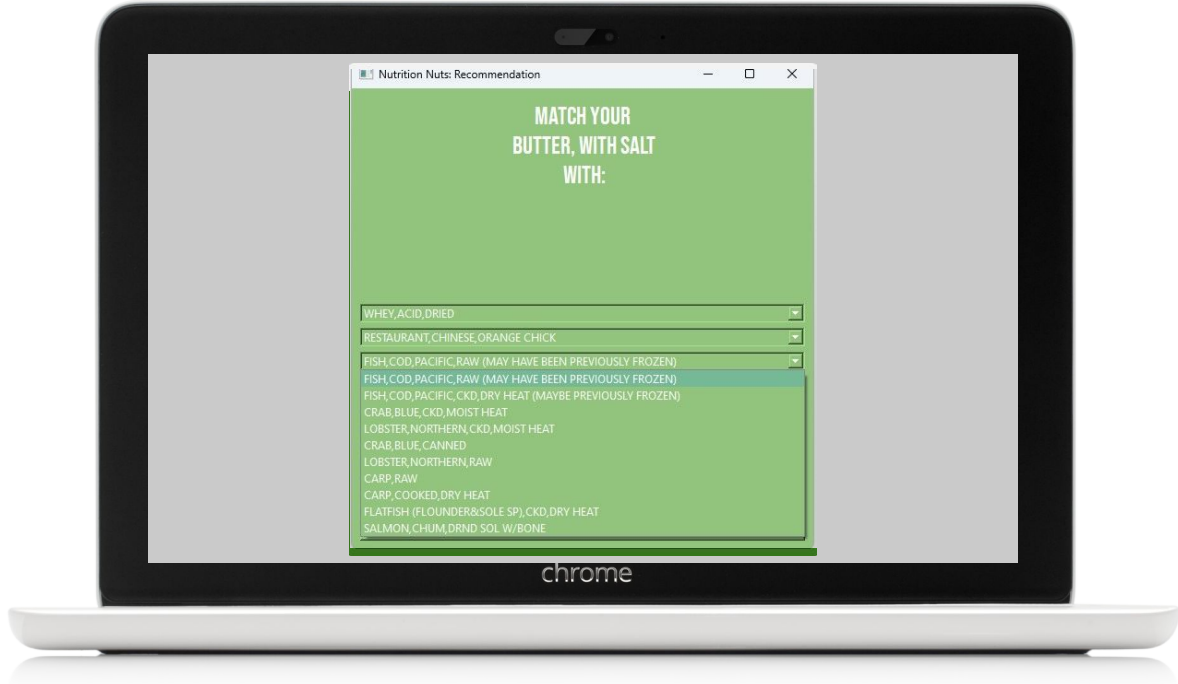 Nutrition Nuts: Recommendation
MATCH YOUR
BUTTER, WITH SALT
WITH:
WHEY,ACID,DRIED
RESTAURANT,CHINESE,ORANGE CHICK
FISH,COD,PACIFIC,RAW (MAY HAVE BEEN PREVIOUSLY FROZEN)
FISH,COD,PACIFIC,RAW (MAY HAVE BEEN PREVIOUSLY FROZEN)
FISH,COD,PACIFIC,CKD,DRY HEAT (MAYBE PREVIOUSLY FROZEN)
CRAB,BLUE,CKD,MOIST HEAT
LOBSTER,NORTHERN,CKD,MOIST HEAT
CRAB,BLUE,CANNED
LOBSTER,NORTHERN,RAW
CARP,RAW
CARP,COOKED,DRY HEAT
FLATFISH (FLOUNDER&SOLE SP),CKD,DRY HEAT
SALMON,CHUM,DRND SOL W/BONE
chrome